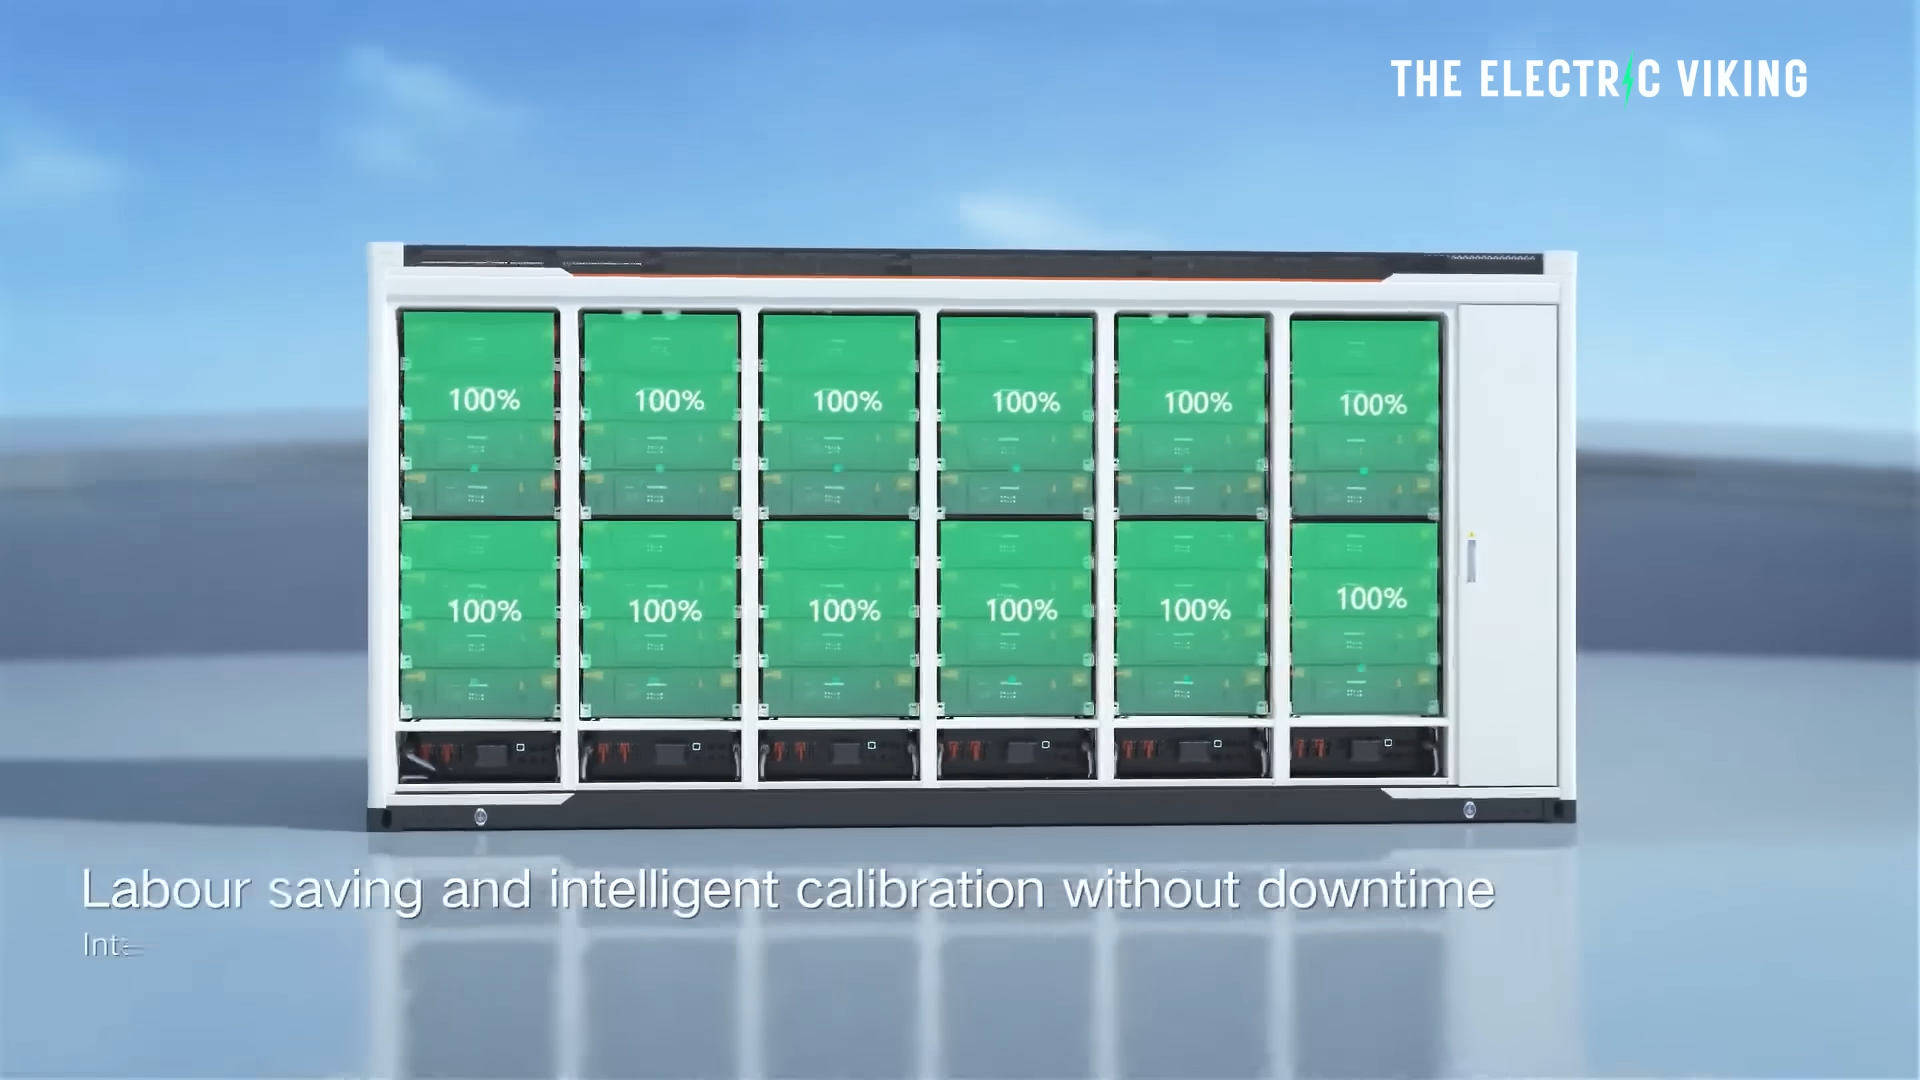 THE ELECTRIC VIKING
100% 100% 100% 100% 100% 100%
100% 100% 100% 100% 100% 100%
Labour saving and intelligent calibration without downtime